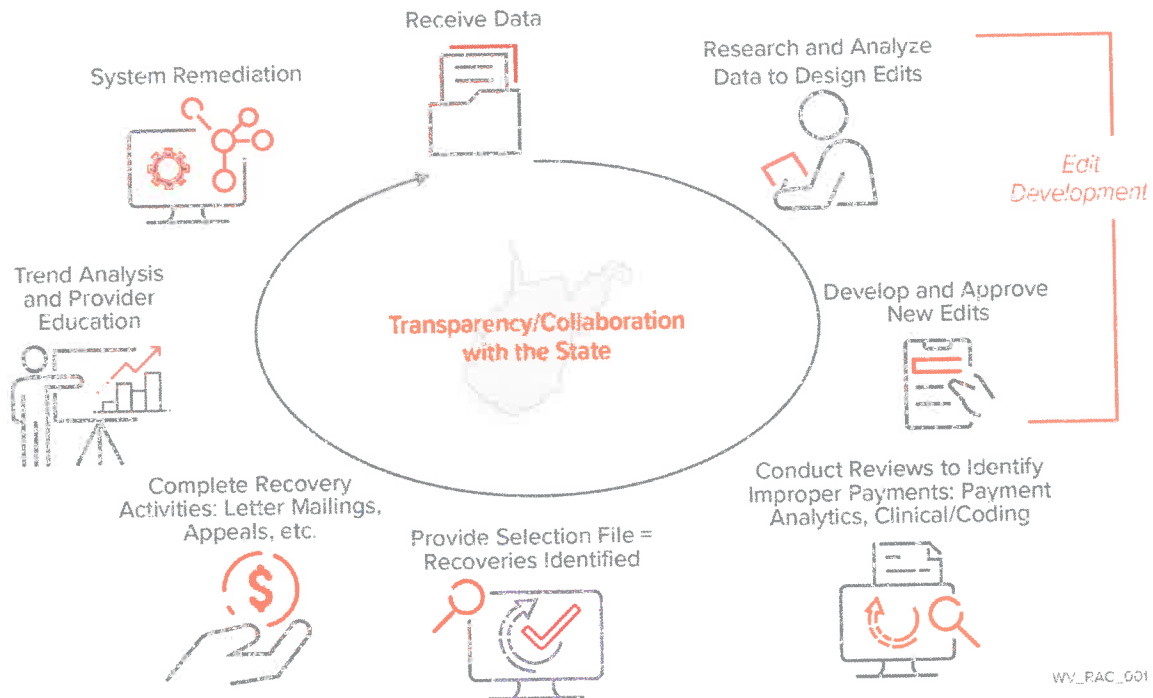 Receive Data
Research and Analyze
Data to Design Edits
Edit
Development
Develop and Approve
New Edits
Conduct Reviews to Identify
Improper Payments: Payment
Analytics, Clinical/Coding
Provide Selection File =
Recoveries Identified
Complete Recovery
Activities: Letter Mailings,
Appeals, etc.
Trend Analysis
and Provider
Education
System Remediation
Transparency/Collaboration
with the State
$
WV_RAC_001